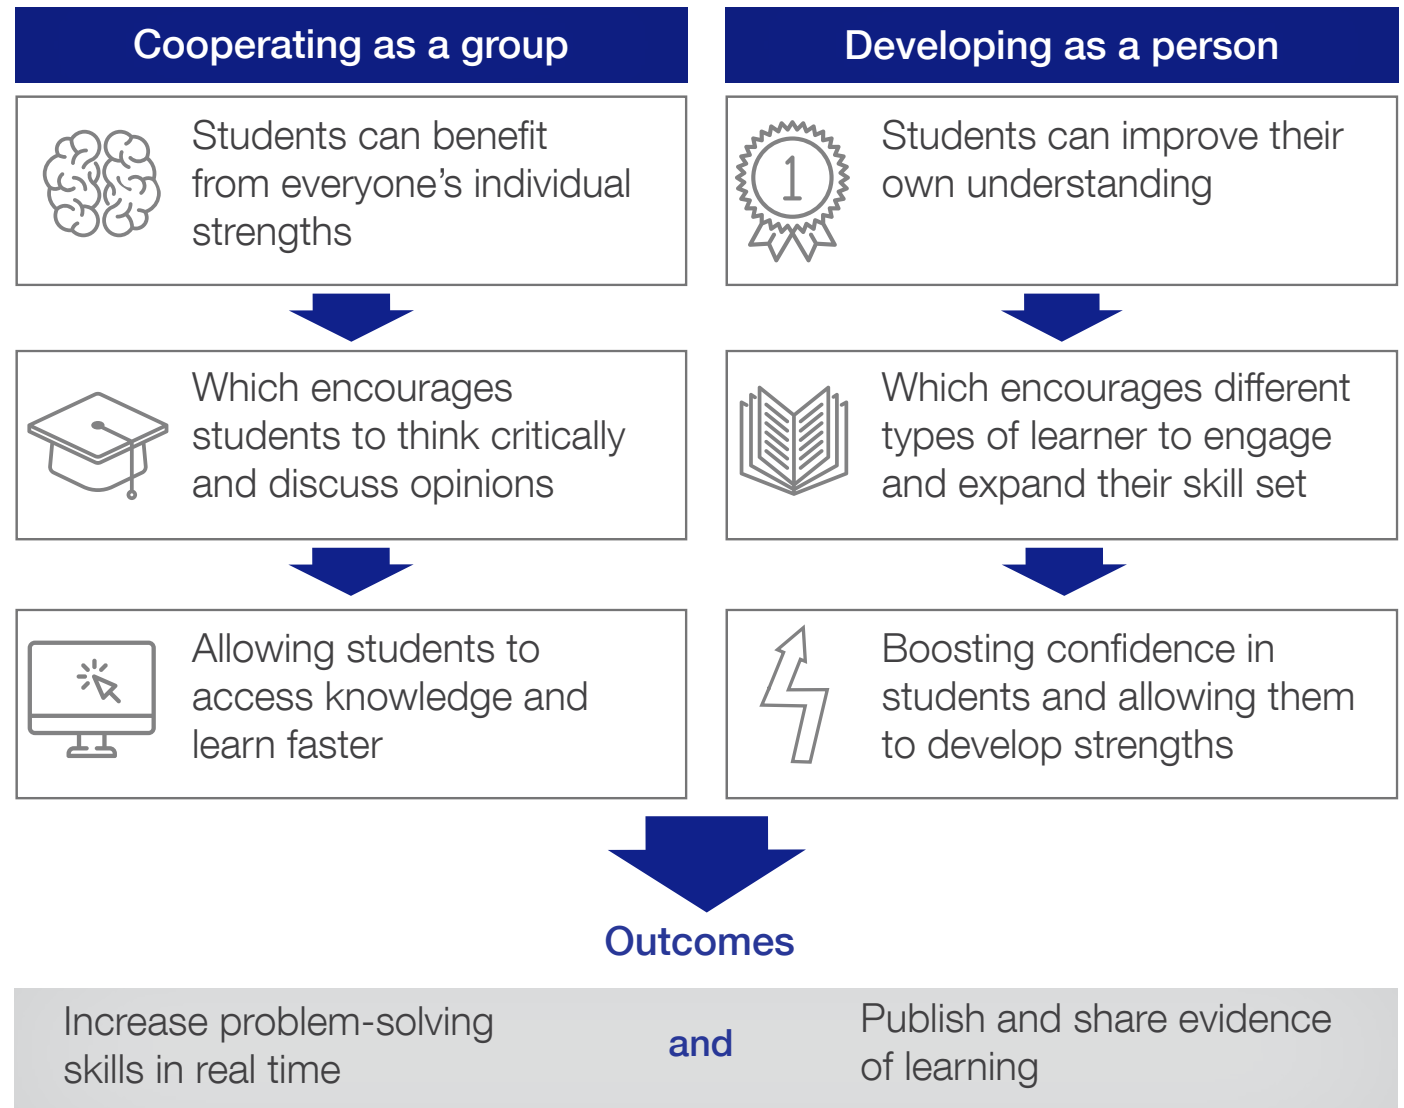 Cooperating as a group
Students can benefit
from everyone’s individual
strengths
Which encourages
students to think critically
and discuss opinions
Allowing students to
access knowledge and
learn faster
Developing as a person
1
Students can improve their
own understanding
Which encourages different
types of learner to engage
and expand their skill set
Boosting confidence in
students and allowing them
to develop strengths
Outcomes
Increase problem-solving
skills in real time
and
Publish and share evidence
of learning